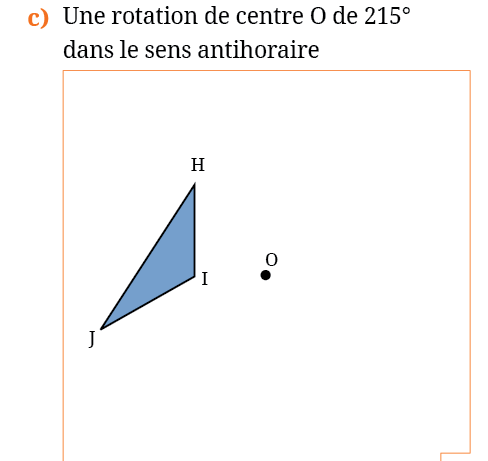 c) Une rotation de centre O de 215°
dans le sens antihoraire
H
O
I
J